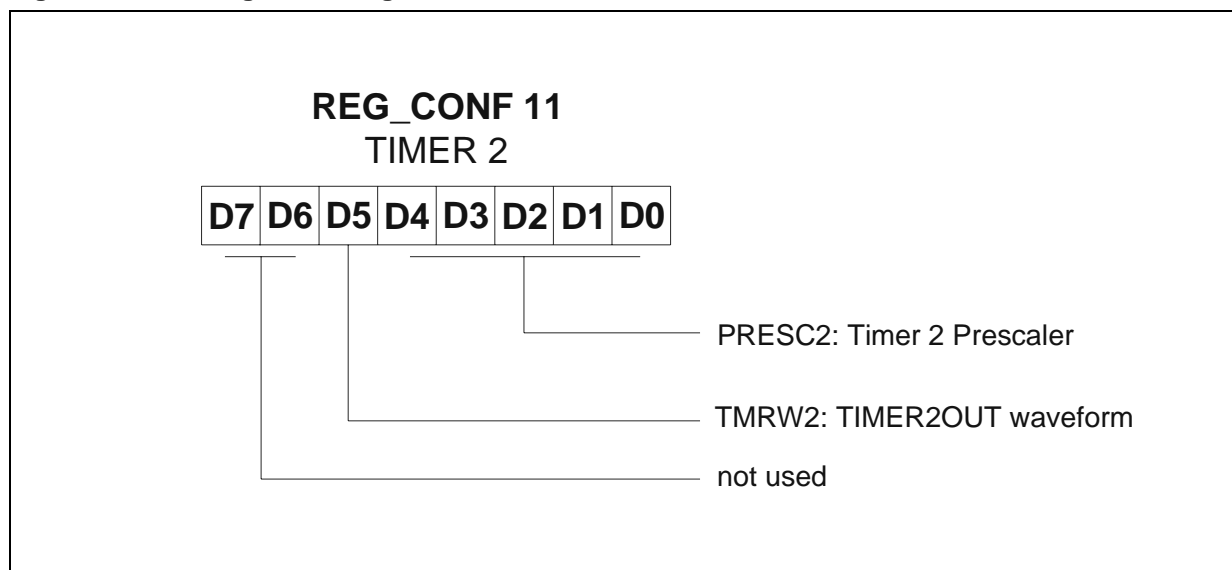 REG_CONF 11
TIMER 2
D7 D6 D5 D4 D3 D2 D1 D0
PRESC2: Timer 2 Prescaler
TMRW2: TIMER2OUT waveform
not used